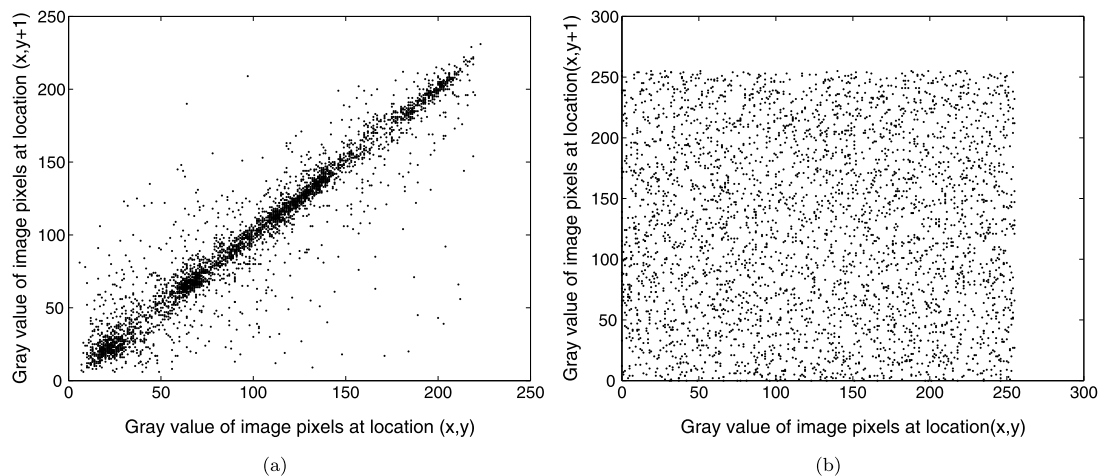 Gray value of image pixels at location (x,y+1)
250
200
150
100
50
0
0 50 100 150 200 250
Gray value of image pixels at location (x,y)
(a)
Gray value of image pixels at location(x,y+1)
300
250
200
150
100
50
0
0 50 100 150 200 250 300
Gray value of image pixels at location(x,y)
(b)